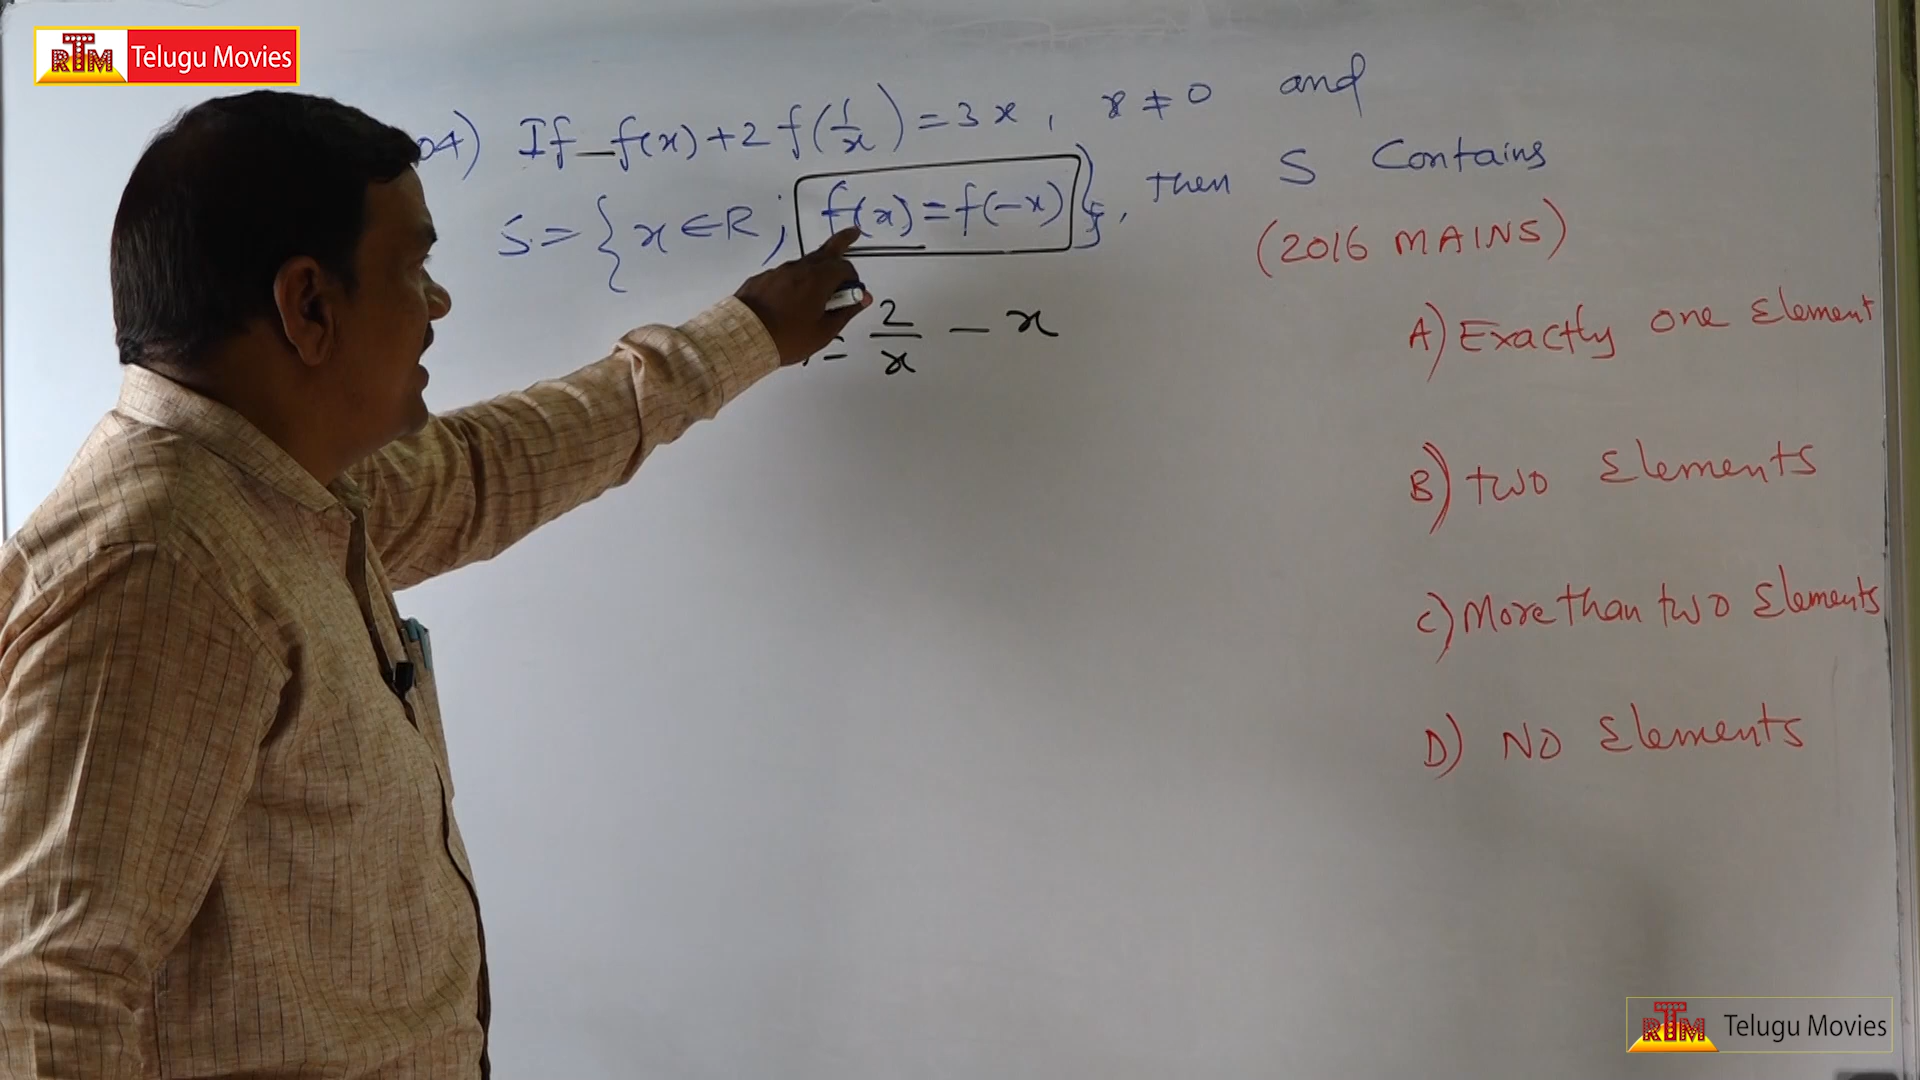 RTM Telugu Movies
04) If f(x) + 2 f(1/x) = 3x, x ≠ 0 and
S = { x ∈ R ; f(x) = f(-x) }, then S Contains
(2016 MAINS)
= 2/x - x
A) Exactly one Element
B) two Elements
C) More than two Elements
D) NO Elements
RTM Telugu Movies